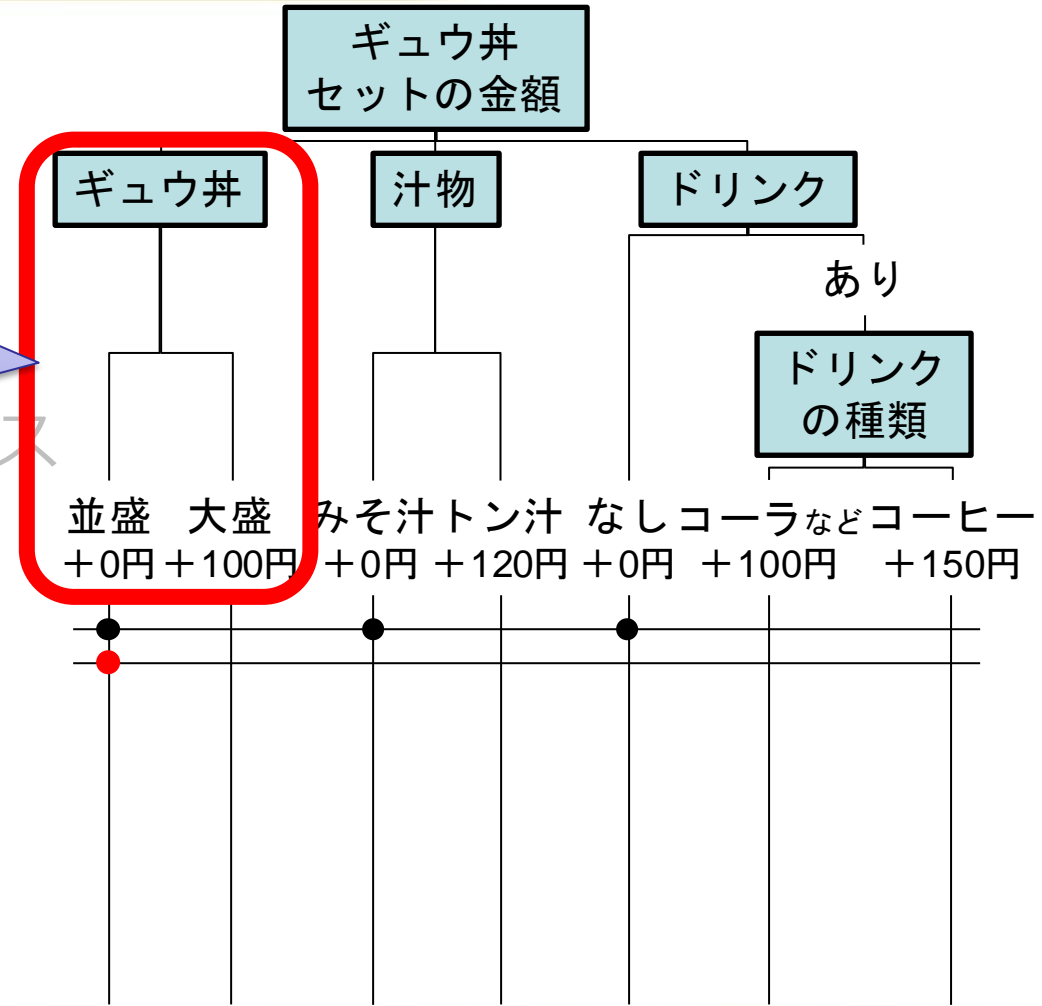 ギュウ丼
セットの金額
ギュウ丼
汁物
ドリンク
あり
ドリンク
の種類
ス
並盛 大盛 みそ汁 トン汁 なし コーラなど コーヒー
+0円 +100円 +0円 +120円 +0円 +100円 +150円